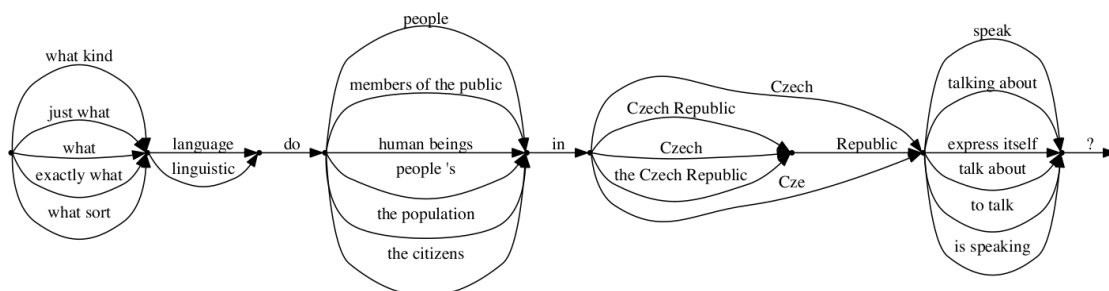 what kind
just what
what
exactly what
what sort
language
linguistic
do
people
members of the public
human beings
people 's
the population
the citizens
in
Czech
Czech Republic
Czech
the Czech Republic
Cze
Republic
speak
talking about
express itself
talk about
to talk
is speaking
?